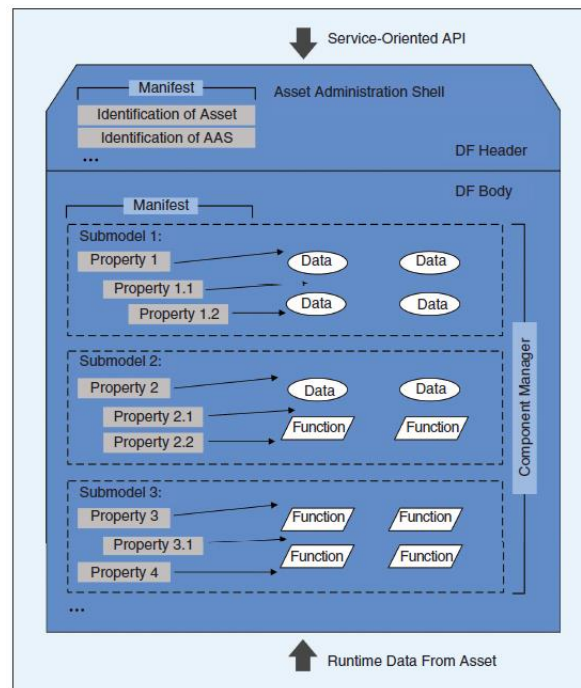 Service-Oriented API
Manifest
Asset Administration Shell
Identification of Asset
Identification of AAS
...
DF Header
DF Body
Manifest
Submodel 1:
Property 1
Data
Data
Property 1.1
Property 1.2
Data
Data
Submodel 2:
Property 2
Data
Data
Property 2.1
Function
Function
Property 2.2
Submodel 3:
Property 3
Function
Function
Property 3.1
Function
Function
Property 4
...
Component Manager
Runtime Data From Asset